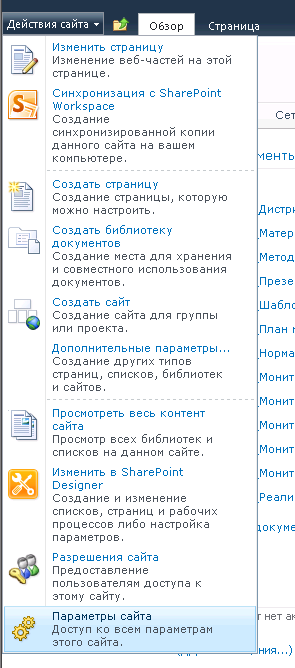 Действия сайта
Обзор
Страница
Изменить страницу
Изменение веб-частей на этой
странице.
Синхронизация с SharePoint
Workspace
Создание
синхронизированной копии
данного сайта на вашем
компьютере.
Создать страницу
Создание страницы, которую
можно настроить.
Создать библиотеку
документов
Создание места для хранения
и совместного использования
документов.
Создать сайт
Создание сайта для группы
или проекта.
Дополнительные параметры...
Создание других типов
страниц, списков, библиотек
и сайтов.
Просмотреть весь контент
сайта
Просмотр всех библиотек и
списков на данном сайте.
Изменить в SharePoint
Designer
Создание и изменение
списков, страниц и рабочих
процессов либо настройка
параметров.
Разрешения сайта
Предоставление
пользователям доступа к
этому сайту.
Параметры сайта
Доступ ко всем параметрам
этого сайта.
Сет
менты
Дистри
Матер
Метод
Презе
Шабло
План м
Норма
Монит
Монит
Монит
Монит
Реали
докуме
ет ак
ния...)